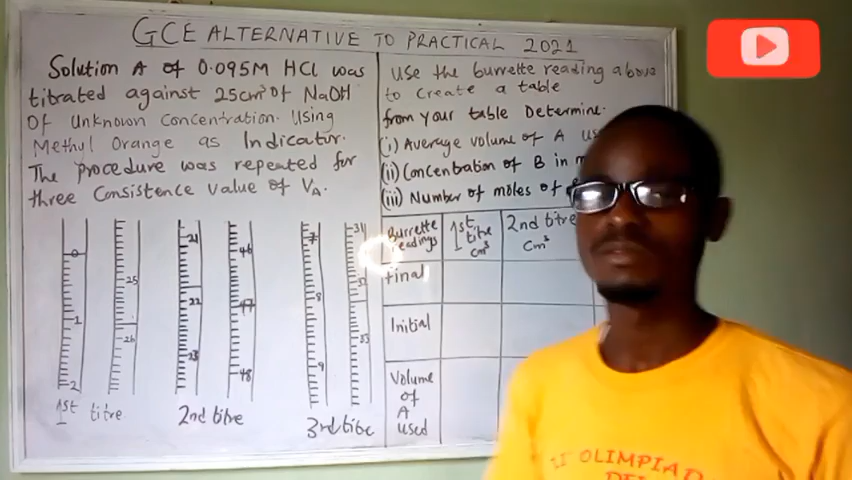 GCE ALTERNATIVE TO PRACTICAL 2021
Solution A of 0.095M HCl was
titrated against 25cm³ of NaOH
of Unknown Concentration. Using
Methyl Orange as Indicator.
The procedure was repeated for
three Consistence Value of VA.
0
1
2
25
26
1st titre
21
22
23
46
47
48
2nd titre
7
8
9
31
32
33
3rd titre
Use the burrette reading above
to create a table
from your table Determine.
(i) Average volume of A
(ii) Concentration of B in
(iii) Number of moles of
Burrette readings 1st titre cm³ 2nd titre cm³
final
Initial
Volume
of
A
used
OLIMPIAD